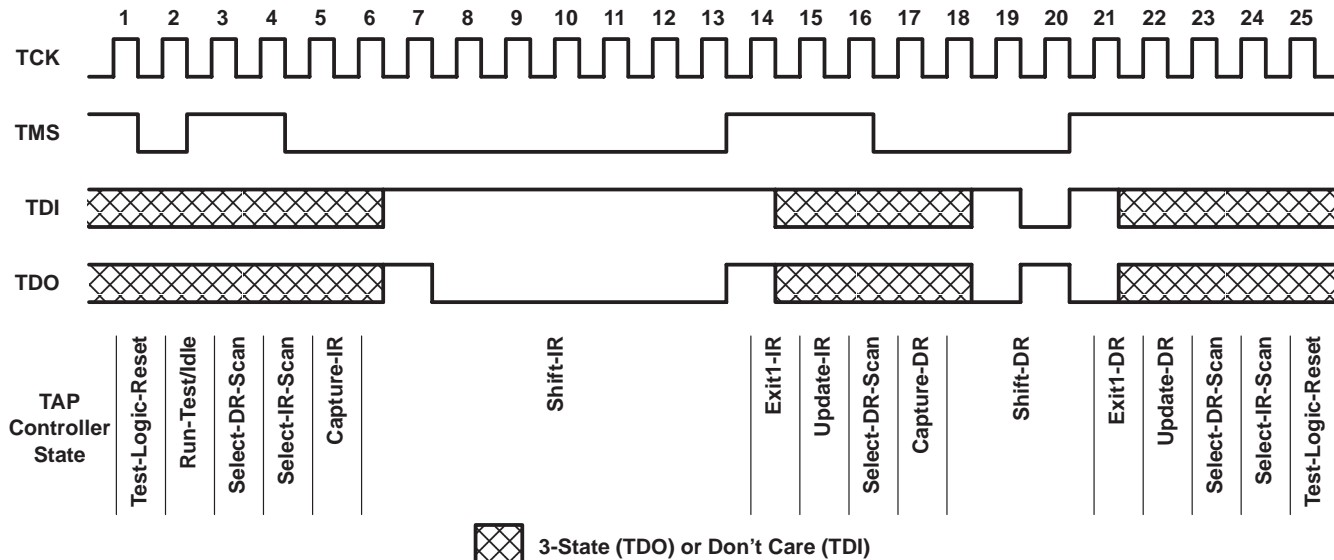 1 2 3 4 5 6 7 8 9 10 11 12 13 14 15 16 17 18 19 20 21 22 23 24 25
TCK
TMS
TDI
TDO
TAP
Controller
State
Test-Logic-Reset
Run-Test/Idle
Select-DR-Scan
Select-IR-Scan
Capture-IR
Shift-IR
Exit1-IR
Update-IR
Select-DR-Scan
Capture-DR
Shift-DR
Exit1-DR
Update-DR
Select-DR-Scan
Select-IR-Scan
Test-Logic-Reset
3-State (TDO) or Don't Care (TDI)